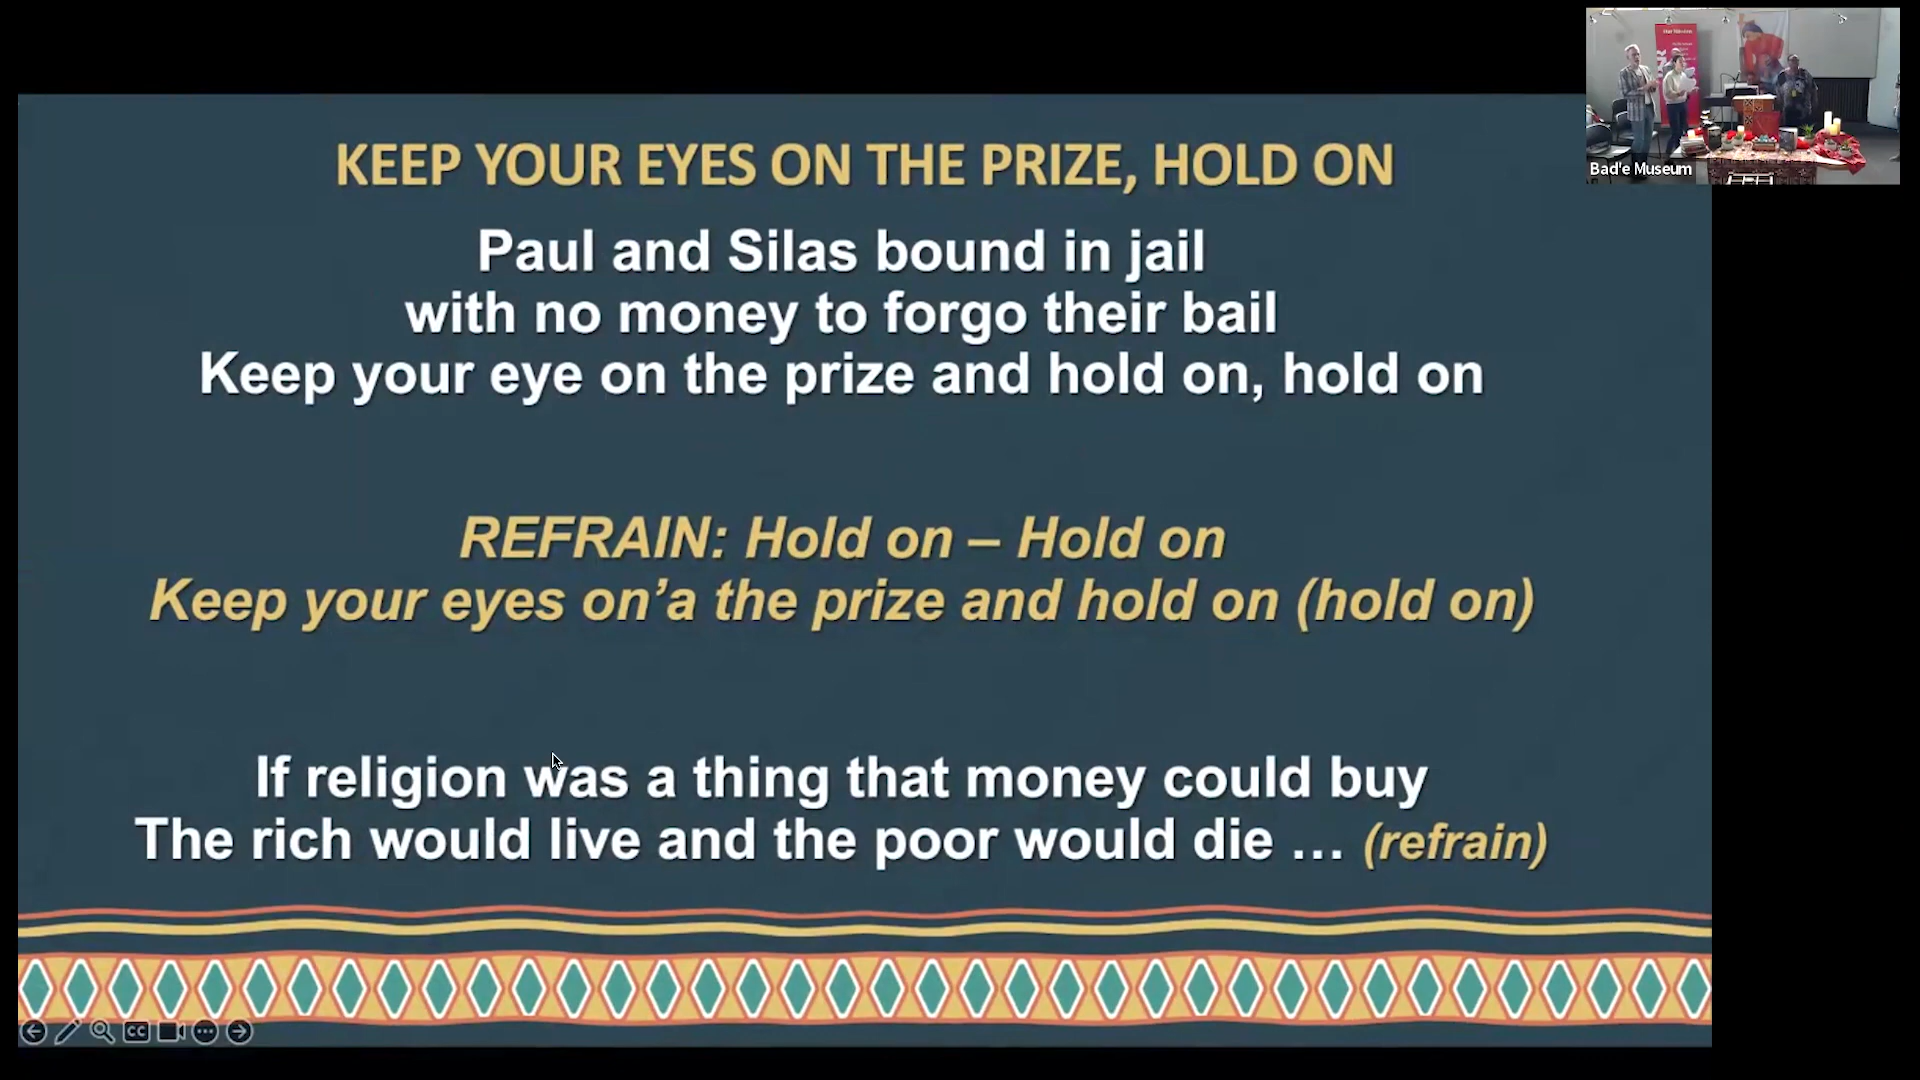 KEEP YOUR EYES ON THE PRIZE, HOLD ON
Paul and Silas bound in jail
with no money to forgo their bail
Keep your eye on the prize and hold on, hold on
REFRAIN: Hold on – Hold on
Keep your eyes on’a the prize and hold on (hold on)
If religion was a thing that money could buy
The rich would live and the poor would die … (refrain)
Bad'e Museum
CC